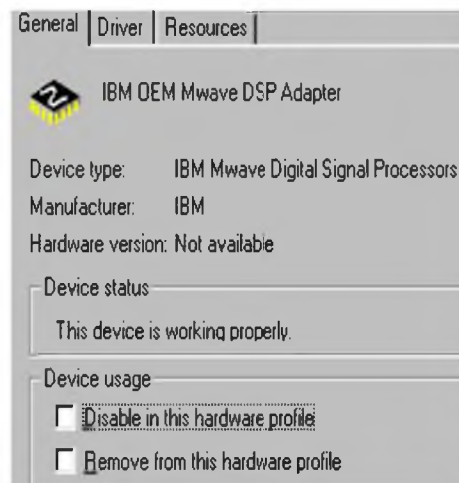 General Driver Resources
IBM OEM Mwave DSP Adapter
Device type: IBM Mwave Digital Signal Processors
Manufacturer: IBM
Hardware version: Not available
Device status
This device is working properly.
Device usage
Disable in this hardware profile
Remove from this hardware profile